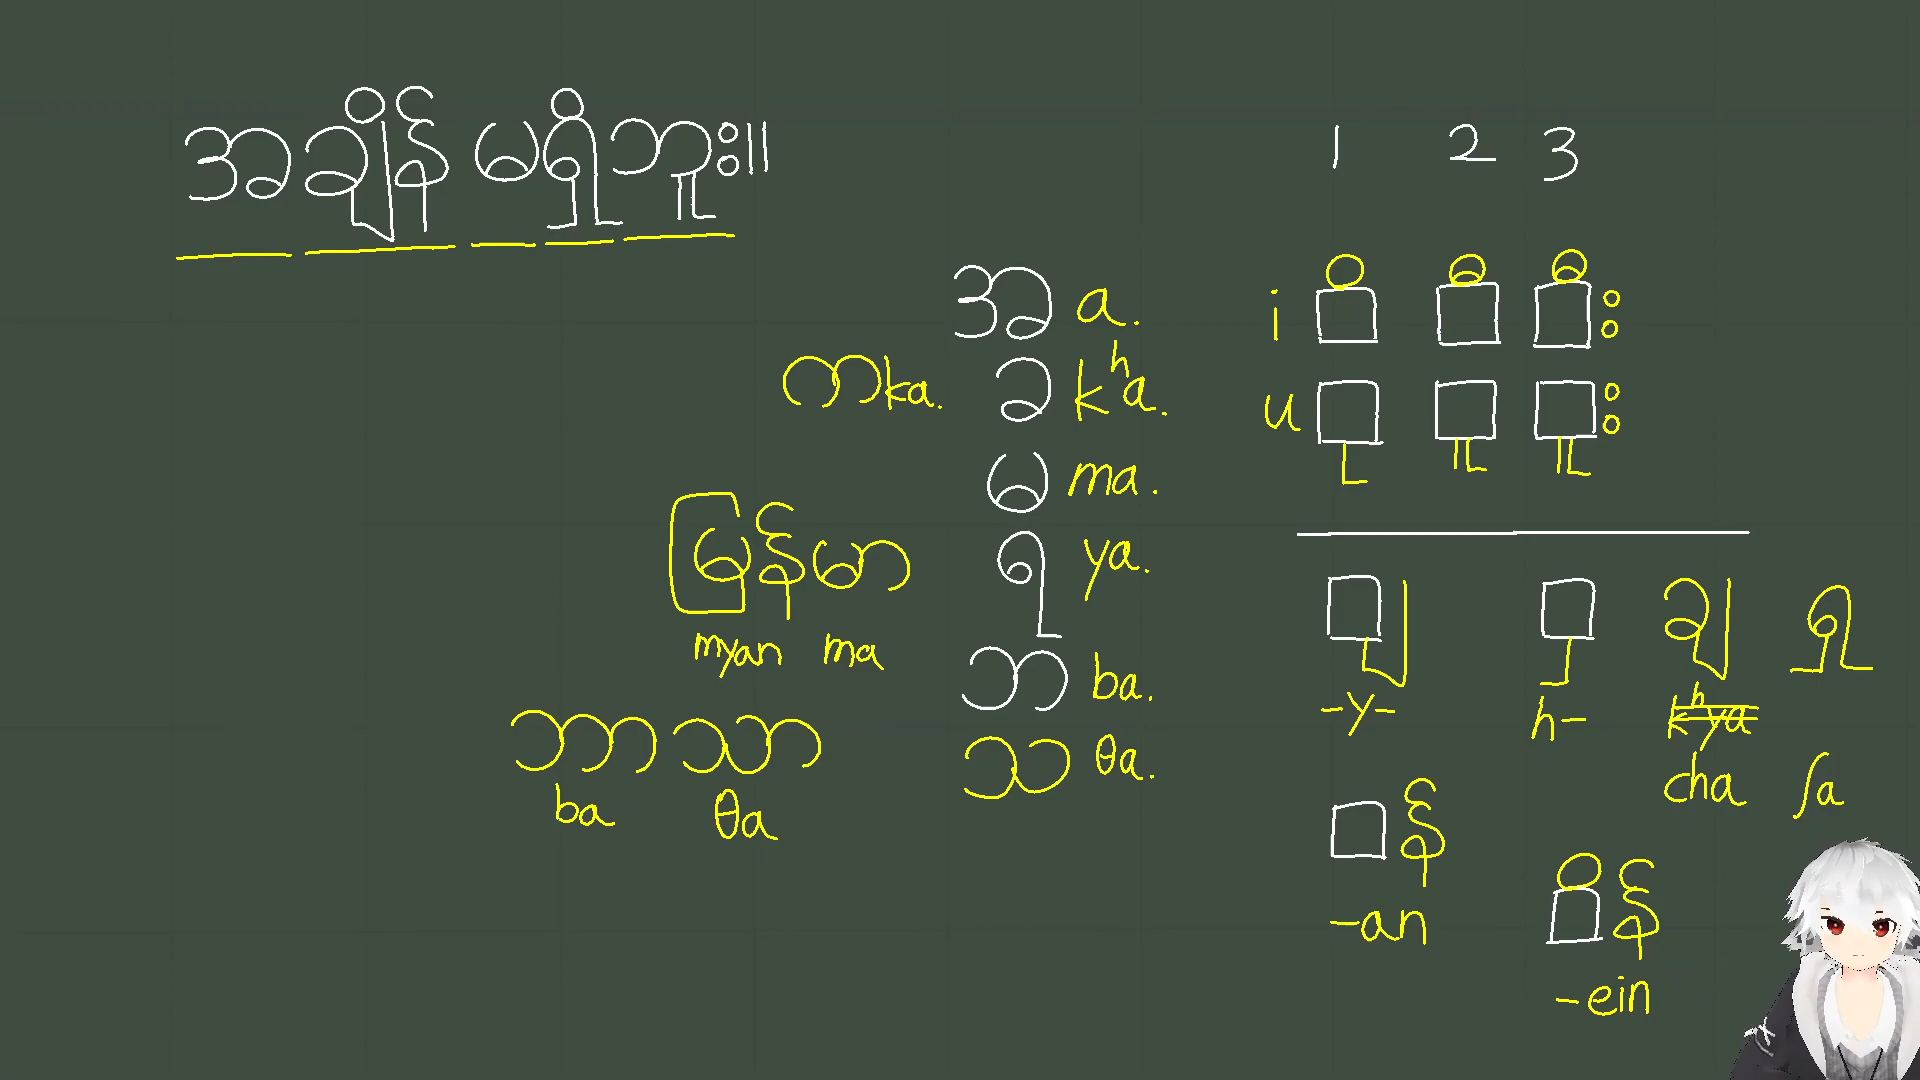 အချိန် မရှိဘူး။
1 2 3
အ a.
i ိ ီ ီး
က ka. ခ kʰa.
u ု ူ ူး
မ ma.
မြန်မာ
myan ma
ရ ya.
ျ ှ ချ ရှ
-y- h- kʰya
cha ʃa
ဘ ba.
ဘာသာ
ba θa
သ θa.
န်
-an
ိန်
-ein